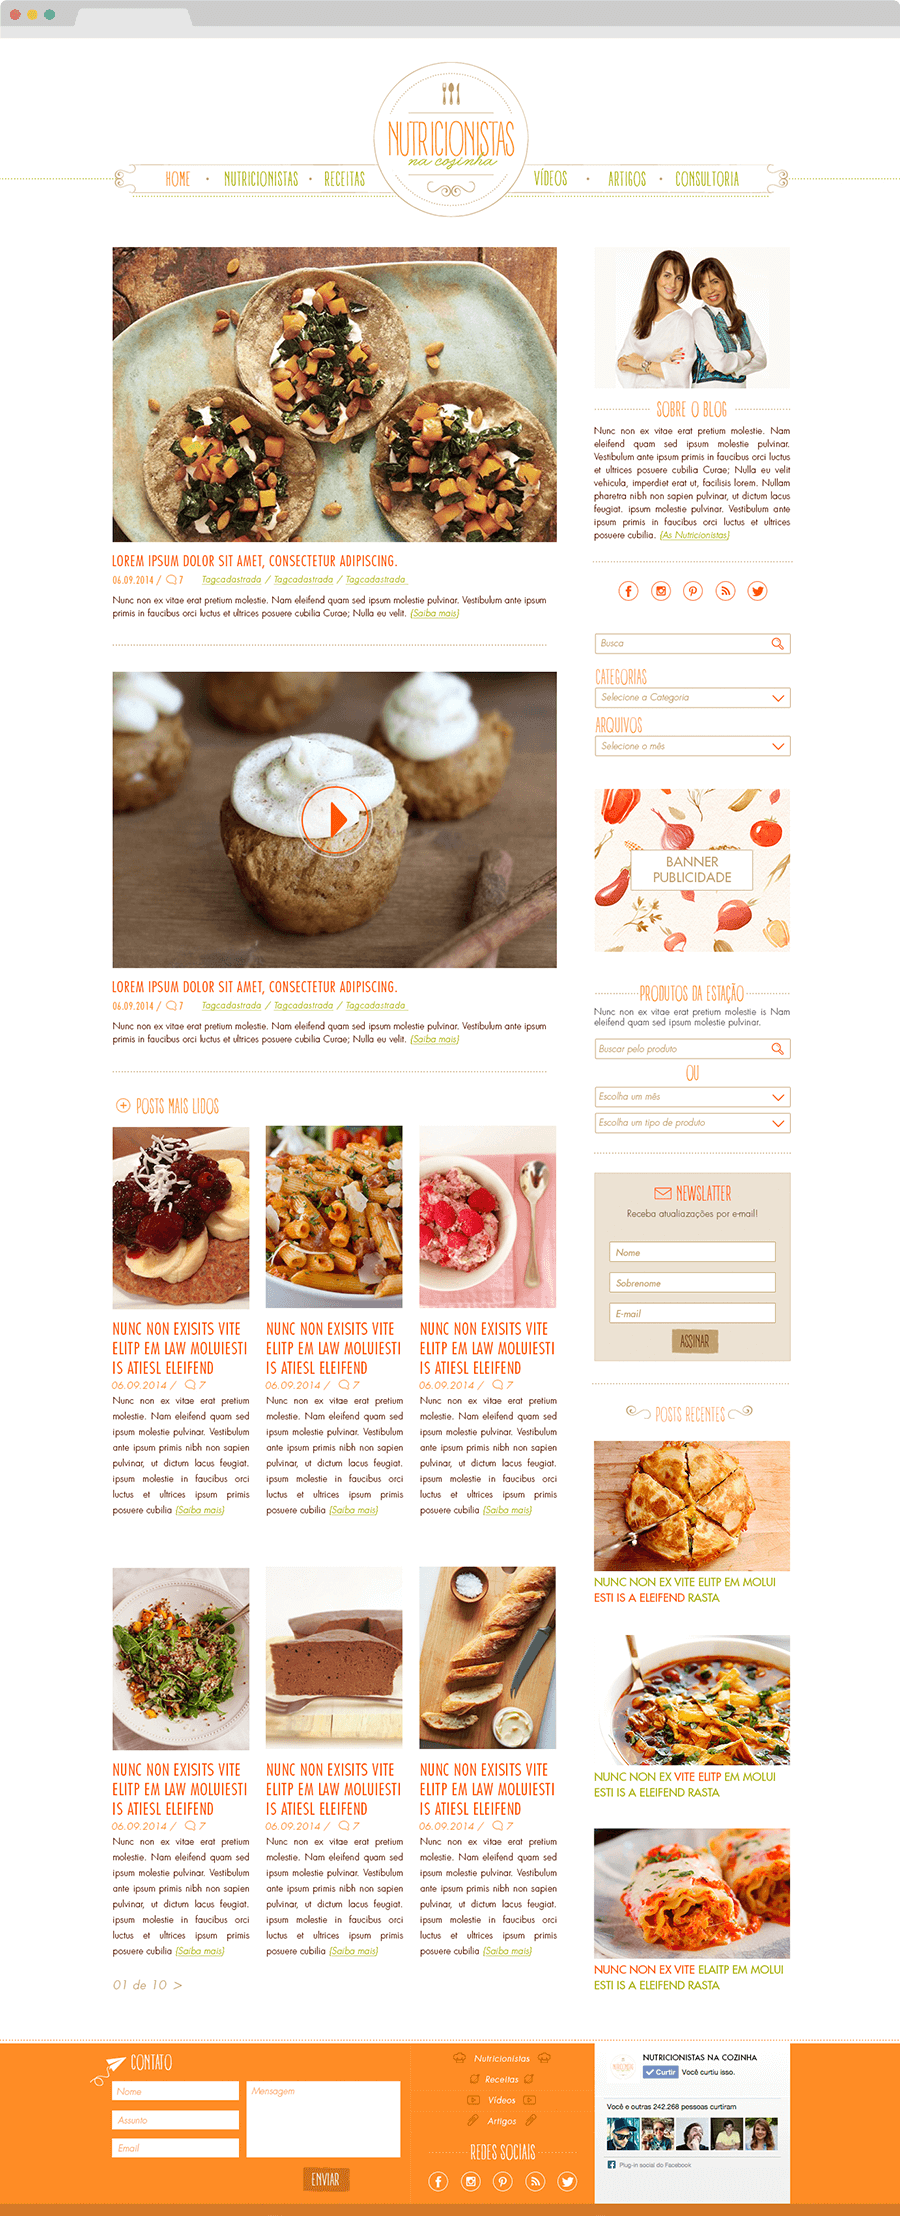 NUTRICIONISTAS
na cozinha
HOME • NUTRICIONISTAS • RECEITAS
VÍDEOS • ARTIGOS • CONSULTORIA
LOREM IPSUM DOLOR SIT AMET, CONSECTETUR ADIPISCING.
06.09.2014 / 7 Tagcadastrada / Tagcadastrada / Tagcadastrada
Nunc non ex vitae erat pretium molestie. Nam eleifend quam sed molestie pulvinar. Vestibulum ante ipsum
primis in faucibus orci luctus et ultrices posuere cubilia Curae; Nulla eu velit. (Saiba mais)
LOREM IPSUM DOLOR SIT AMET, CONSECTETUR ADIPISCING.
06.09.2014 / 7 Tagcadastrada / Tagcadastrada / Tagcadastrada
Nunc non ex vitae erat pretium molestie. Nam eleifend quam sed molestie pulvinar. Vestibulum ante ipsum
primis in faucibus orci luctus et ultrices posuere cubilia Curae; Nulla eu velit. (Saiba mais)
POSTS MAIS LIDOS
NUNC NON EXISITS VITE
ELITP EM LAW MOLUIESTI
IS ATIESL ELEIFEND
06.09.2014 / 7
Nunc non ex vitae erat pretium
molestie. Nam eleifend quam sed
ipsum molestie pulvinar. Vestibulum
ante ipsum primis nibh non sapien
pulvinar, ut dictum lacus feugiat.
ipsum molestie in faucibus orci
luctus et ultrices ipsum primis
posuere cubilia (Saiba mais)
NUNC NON EXISITS VITE
ELITP EM LAW MOLUIESTI
IS ATIESL ELEIFEND
06.09.2014 / 7
Nunc non ex vitae erat pretium
molestie. Nam eleifend quam sed
ipsum molestie pulvinar. Vestibulum
ante ipsum primis nibh non sapien
pulvinar, ut dictum lacus feugiat.
ipsum molestie in faucibus orci
luctus et ultrices ipsum primis
posuere cubilia (Saiba mais)
NUNC NON EXISITS VITE
ELITP EM LAW MOLUIESTI
IS ATIESL ELEIFEND
06.09.2014 / 7
Nunc non ex vitae erat pretium
molestie. Nam eleifend quam sed
ipsum molestie pulvinar. Vestibulum
ante ipsum primis nibh non sapien
pulvinar, ut dictum lacus feugiat.
ipsum molestie in faucibus orci
luctus et ultrices ipsum primis
posuere cubilia (Saiba mais)
NUNC NON EXISITS VITE
ELITP EM LAW MOLUIESTI
IS ATIESL ELEIFEND
06.09.2014 / 7
Nunc non ex vitae erat pretium
molestie. Nam eleifend quam sed
ipsum molestie pulvinar. Vestibulum
ante ipsum primis nibh non sapien
pulvinar, ut dictum lacus feugiat.
ipsum molestie in faucibus orci
luctus et ultrices ipsum primis
posuere cubilia (Saiba mais)
NUNC NON EXISITS VITE
ELITP EM LAW MOLUIESTI
IS ATIESL ELEIFEND
06.09.2014 / 7
Nunc non ex vitae erat pretium
molestie. Nam eleifend quam sed
ipsum molestie pulvinar. Vestibulum
ante ipsum primis nibh non sapien
pulvinar, ut dictum lacus feugiat.
ipsum molestie in faucibus orci
luctus et ultrices ipsum primis
posuere cubilia (Saiba mais)
NUNC NON EXISITS VITE
ELITP EM LAW MOLUIESTI
IS ATIESL ELEIFEND
06.09.2014 / 7
Nunc non ex vitae erat pretium
molestie. Nam eleifend quam sed
ipsum molestie pulvinar. Vestibulum
ante ipsum primis nibh non sapien
pulvinar, ut dictum lacus feugiat.
ipsum molestie in faucibus orci
luctus et ultrices ipsum primis
posuere cubilia (Saiba mais)
01 de 10 >
SOBRE O BLOG
Nunc non ex vitae erat pretium molestie. Nam
eleifend quam sed ipsum molestie pulvinar.
Vestibulum ante ipsum primis in faucibus orci luctus
et ultrices posuere cubilia Curae; Nulla eu velit
vehicula, imperdiet erat ut, facilisis lorem. Nullam
pharetra nibh non sapien pulvinar, ut dictum lacus
feugiat. ipsum molestie pulvinar. Vestibulum ante
ipsum primis in faucibus orci luctus et ultrices
posuere cubilia. (As Nutricionistas)
Busca
CATEGORIAS
Selecione a Categoria
ARQUIVOS
Selecione o mês
BANNER
PUBLICIDADE
PRODUTOS DA ESTAÇÃO
Nunc non ex vitae erat pretium molestie is Nam
eleifend quam sed ipsum molestie pulvinar.
Buscar pelo produto
OU
Escolha um mês
Escolha um tipo de produto
NEWSLATTER
Receba atualiazações por e-mail!
Nome
Sobrenome
E-mail
ASSINAR
POSTS RECENTES
NUNC NON EX VITE ELITP EM MOLUI
ESTI IS A ELEIFEND RASTA
NUNC NON EX VITE ELITP EM MOLUI
ESTI IS A ELEIFEND RASTA
NUNC NON EX VITE ELAITP EM MOLUI
ESTI IS A ELEIFEND RASTA
CONTATO
Nome
Assunto
Email
Mensagem
ENVIAR
Nutricionistas
Receitas
Vídeos
Artigos
REDES SOCIAIS
NUTRICIONISTAS NA COZINHA
Curtir Você curtiu isso.
Você e outras 242.268 pessoas curtiram
Plug-in social do Facebook